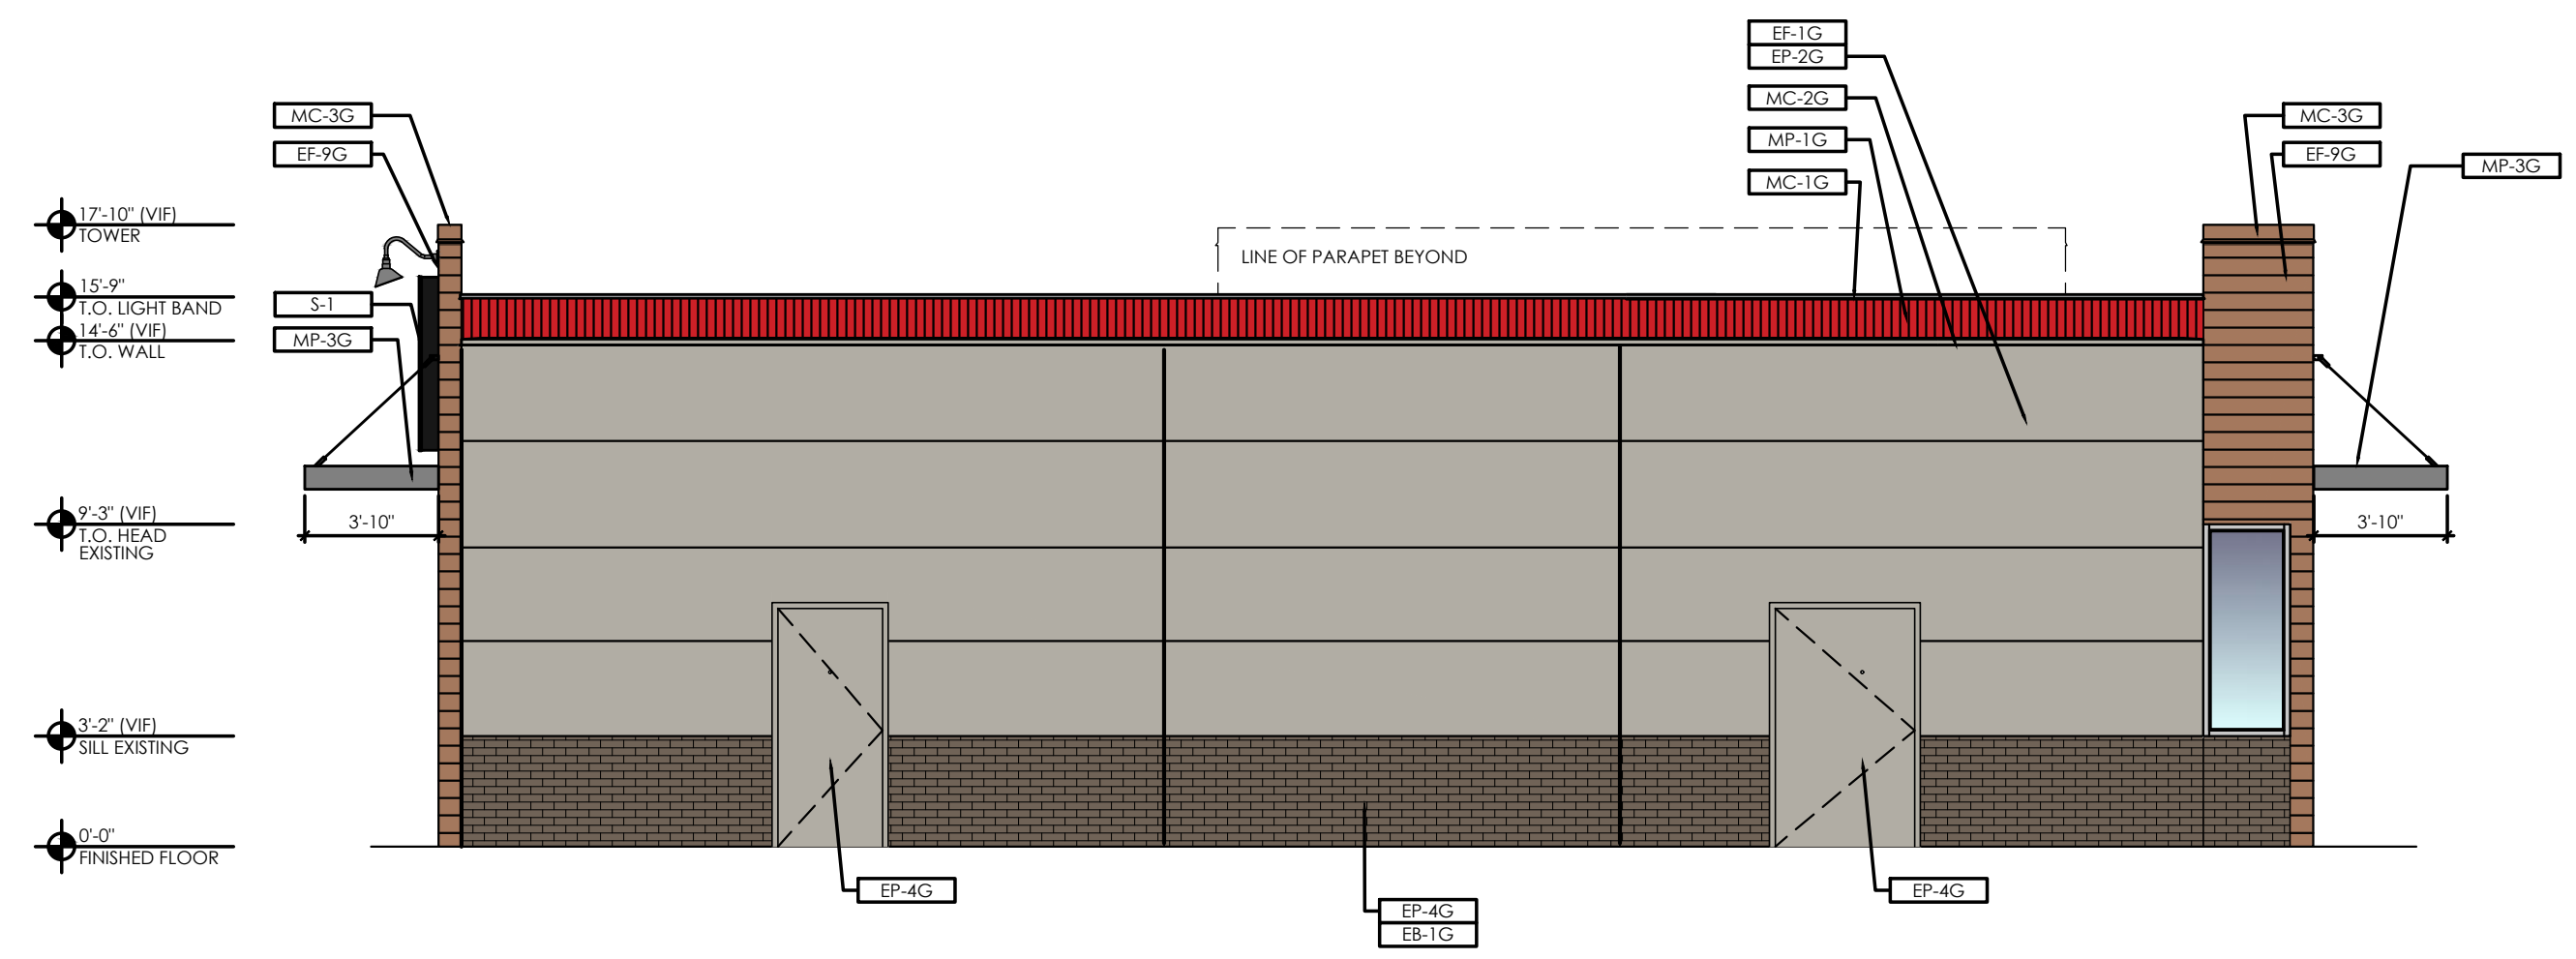 EF-1G
EP-2G
MC-2G
MP-1G
MC-1G
MC-3G
EF-9G
MC-3G
EF-9G
MP-3G
17'-10" (VIF)
TOWER
LINE OF PARAPET BEYOND
15'-9"
T.O. LIGHT BAND
S-1
14'-6" (VIF)
T.O. WALL
MP-3G
9'-3" (VIF)
T.O. HEAD
EXISTING
3'-10"
3'-10"
3'-2" (VIF)
SILL EXISTING
0'-0"
FINISHED FLOOR
EP-4G
EP-4G
EB-1G
EP-4G